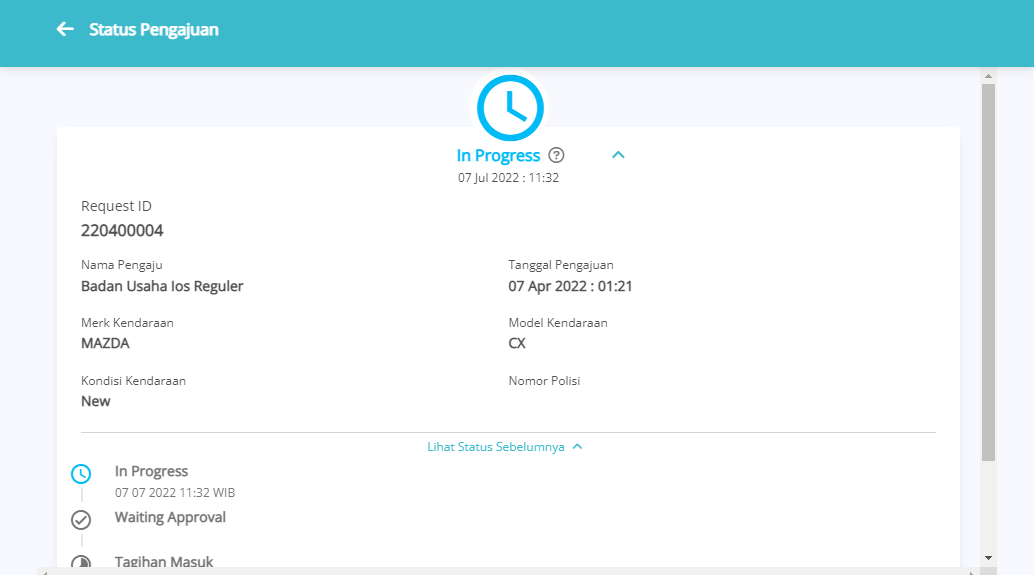 Status Pengajuan
In Progress ?
07 Jul 2022 : 11:32
Request ID
220400004
Nama Pengaju
Badan Usaha Ios Reguler
Tanggal Pengajuan
07 Apr 2022 : 01:21
Merk Kendaraan
MAZDA
Model Kendaraan
CX
Kondisi Kendaraan
New
Nomor Polisi
Lihat Status Sebelumnya
In Progress
07 07 2022 11:32 WIB
Waiting Approval
Tagihan Masuk